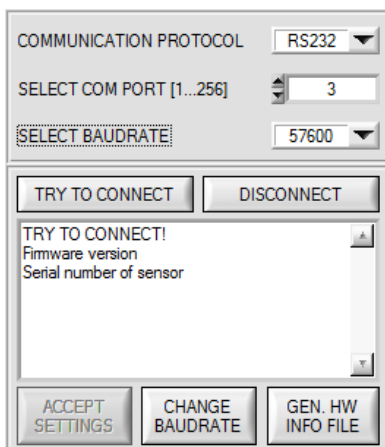 COMMUNICATION PROTOCOL RS232
SELECT COM PORT [1...256] 3
SELECT BAUDRATE 57600
TRY TO CONNECT DISCONNECT
TRY TO CONNECT!
Firmware version
Serial number of sensor
ACCEPT SETTINGS
CHANGE BAUDRATE
GEN. HW INFO FILE